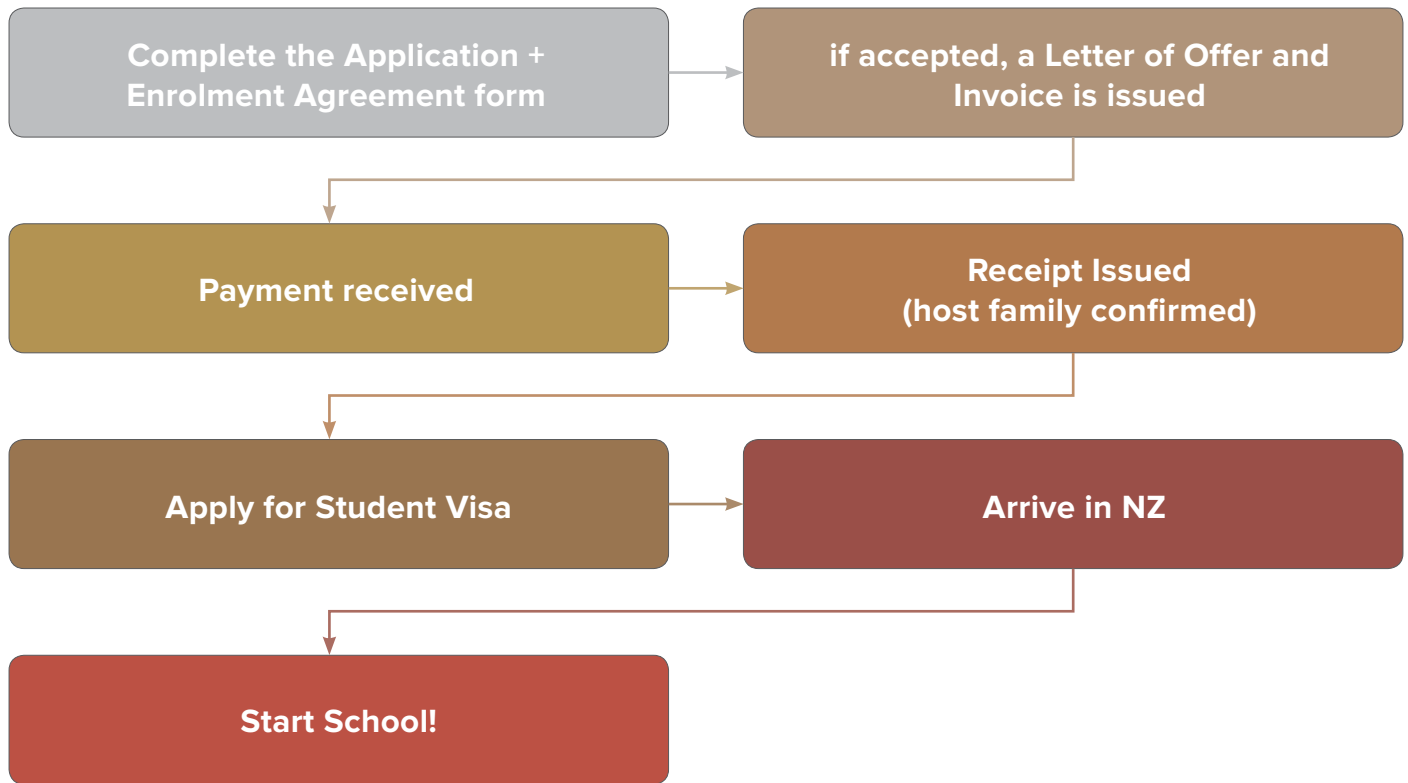 Complete the Application +
Enrolment Agreement form
if accepted, a Letter of Offer and
Invoice is issued
Payment received
Receipt Issued
(host family confirmed)
Apply for Student Visa
Arrive in NZ
Start School!